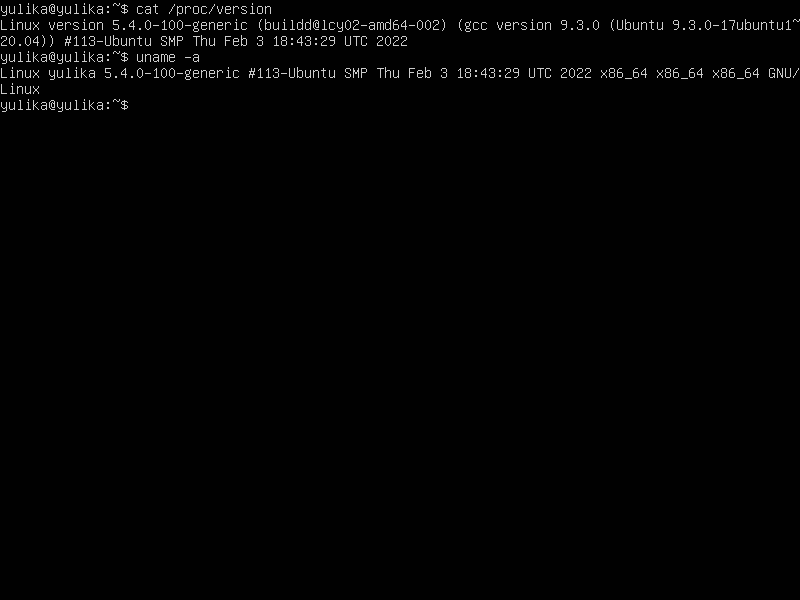 yulika@yulika:~$ cat /proc/version
Linux version 5.4.0-100-generic (buildd@lcy02-amd64-002) (gcc version 9.3.0 (Ubuntu 9.3.0-17ubuntu1~
20.04)) #113-Ubuntu SMP Thu Feb 3 18:43:29 UTC 2022
yulika@yulika:~$ uname -a
Linux yulika 5.4.0-100-generic #113-Ubuntu SMP Thu Feb 3 18:43:29 UTC 2022 x86_64 x86_64 x86_64 GNU/
Linux
yulika@yulika:~$